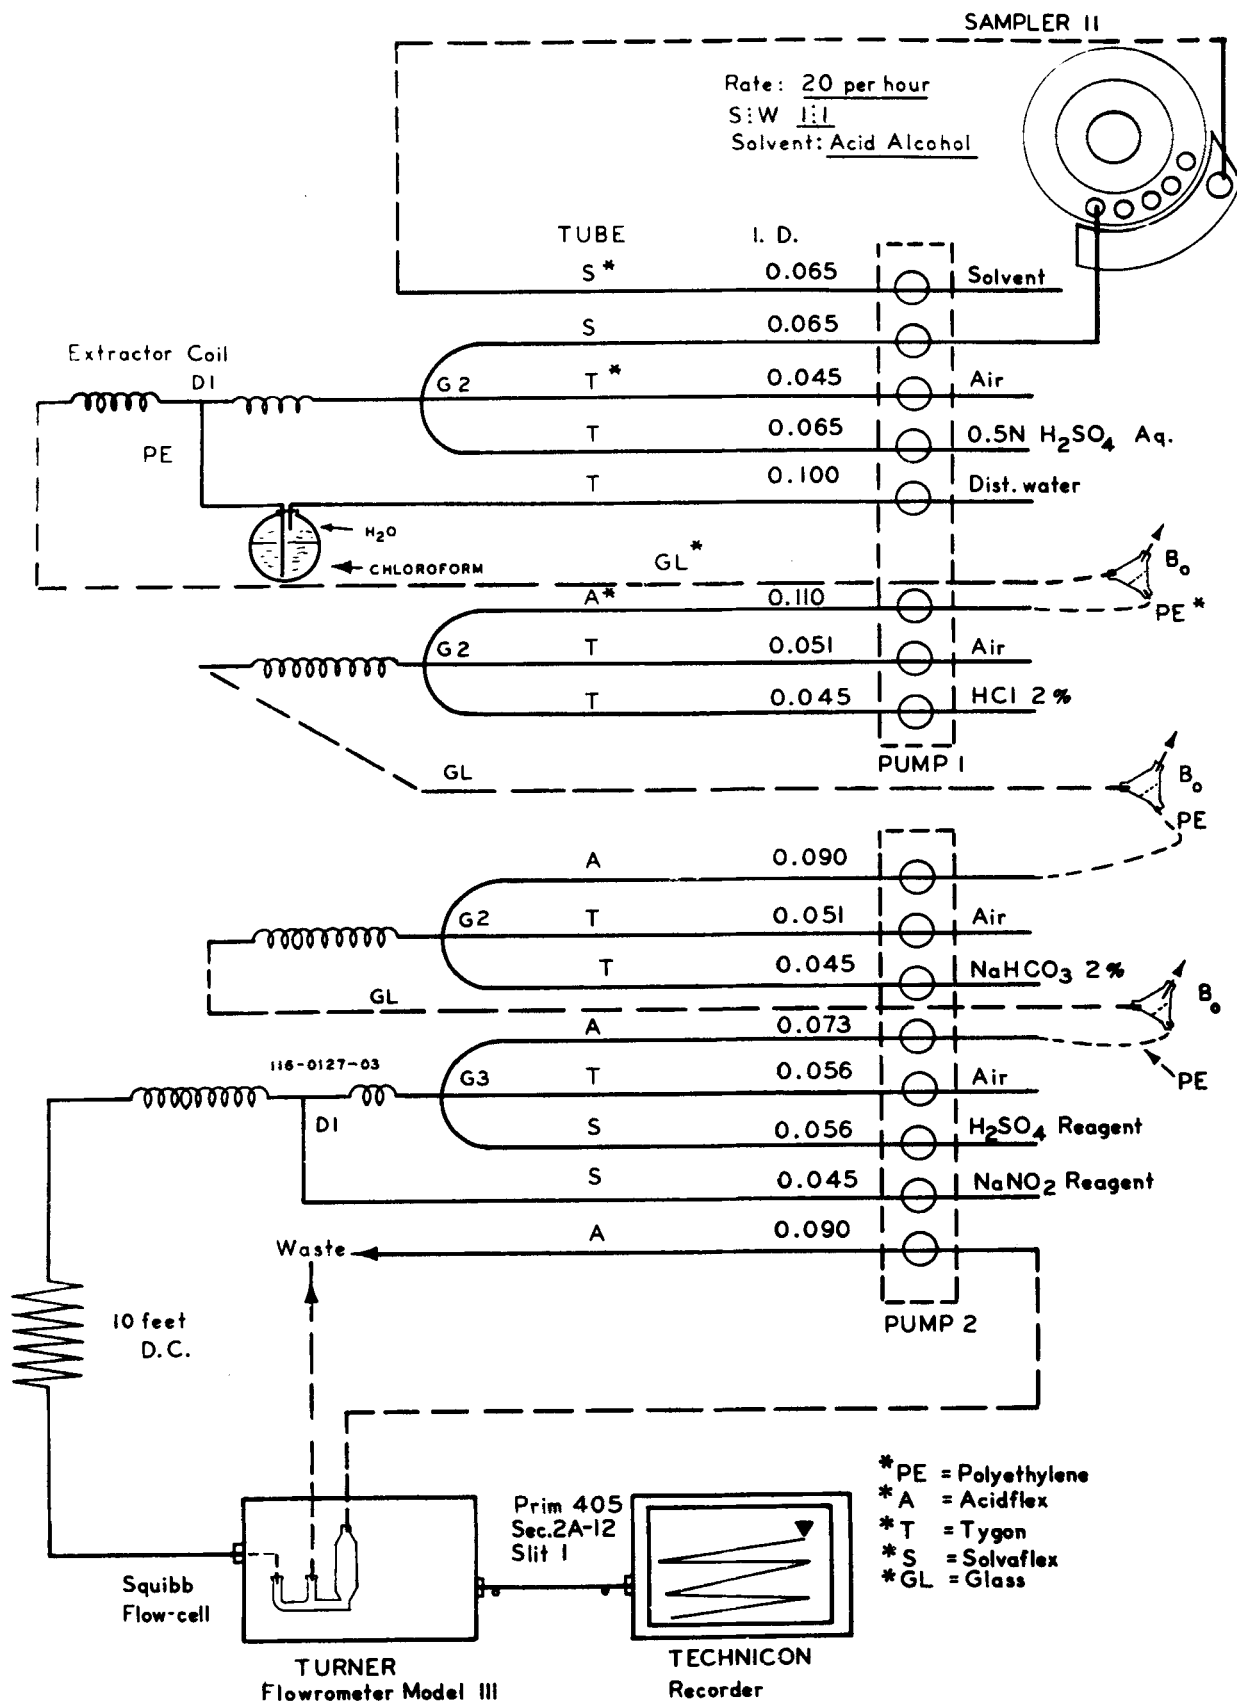 SAMPLER II
Rate: 20 per hour
S:W 1:1
Solvent: Acid Alcohol
TUBE I. D.
S* 0.065 Solvent
S 0.065
Extractor Coil
D1
G2
T* 0.045 Air
T 0.065 0.5N H₂SO₄ Aq.
PE
T 0.100 Dist. water
H₂O
CHLOROFORM
GL*
B₀
A* 0.110
PE*
G2
T 0.051 Air
T 0.045 HCl 2%
PUMP 1
GL
B₀
PE
A 0.090
G2
T 0.051 Air
T 0.045 NaHCO₃ 2%
GL
B₀
A 0.073
PE
116-0127-03
G3
T 0.056 Air
D1
S 0.056 H₂SO₄ Reagent
S 0.045 NaNO₂ Reagent
Waste
A 0.090
PUMP 2
10 feet
D.C.
*PE = Polyethylene
*A = Acidflex
*T = Tygon
*S = Solvaflex
*GL = Glass
Prim 405
Sec.2A-12
Slit 1
Squibb
Flow-cell
TURNER
Flowrometer Model III
TECHNICON
Recorder